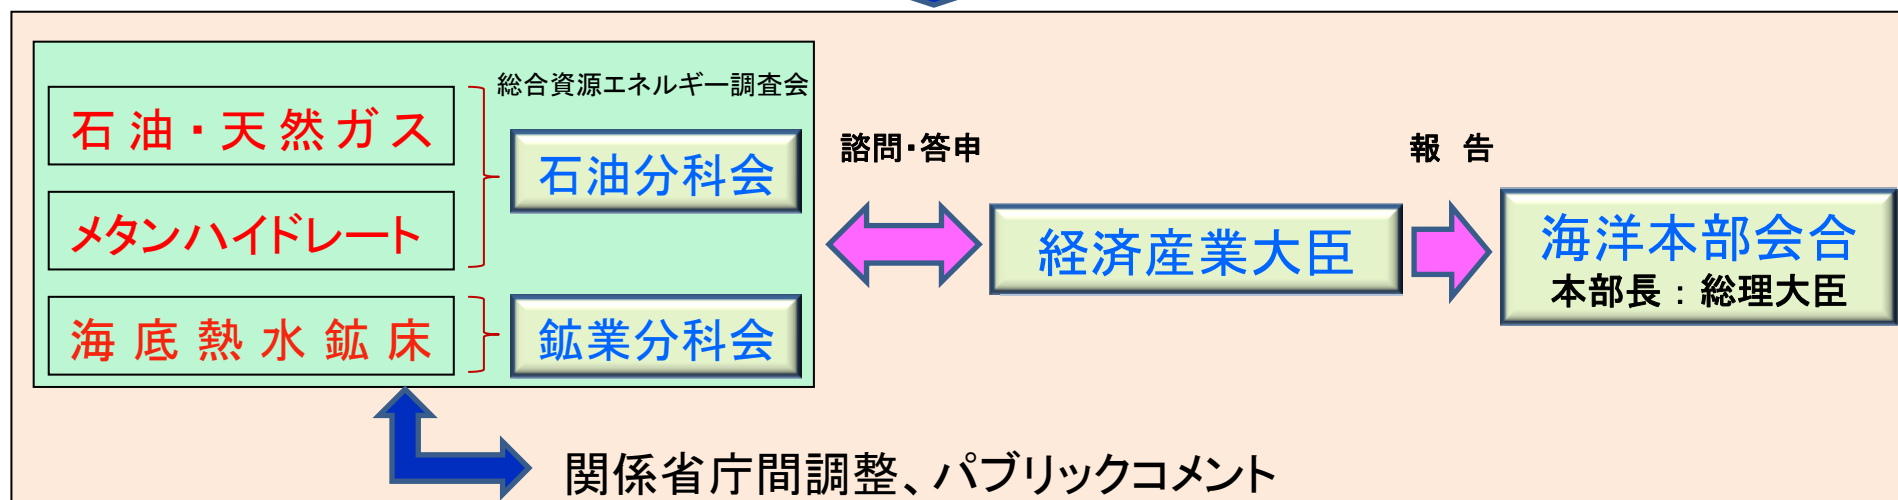 総合資源エネルギー調査会
石油・天然ガス
メタンハイドレート
石油分科会
海底熱水鉱床
鉱業分科会
諮問・答申
経済産業大臣
報 告
海洋本部会合
本部長：総理大臣
関係省庁間調整、パブリックコメント